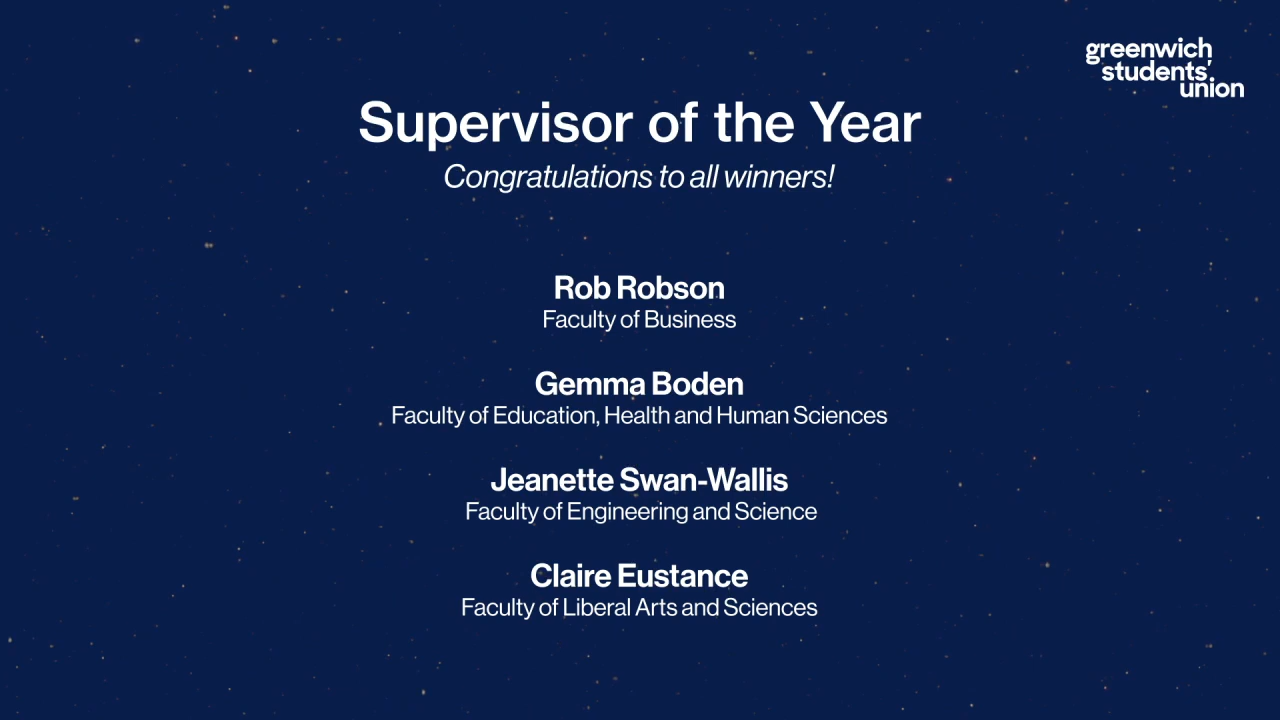 greenwich
students'
union
Supervisor of the Year
Congratulations to all winners!
Rob Robson
Faculty of Business
Gemma Boden
Faculty of Education, Health and Human Sciences
Jeanette Swan-Wallis
Faculty of Engineering and Science
Claire Eustance
Faculty of Liberal Arts and Sciences